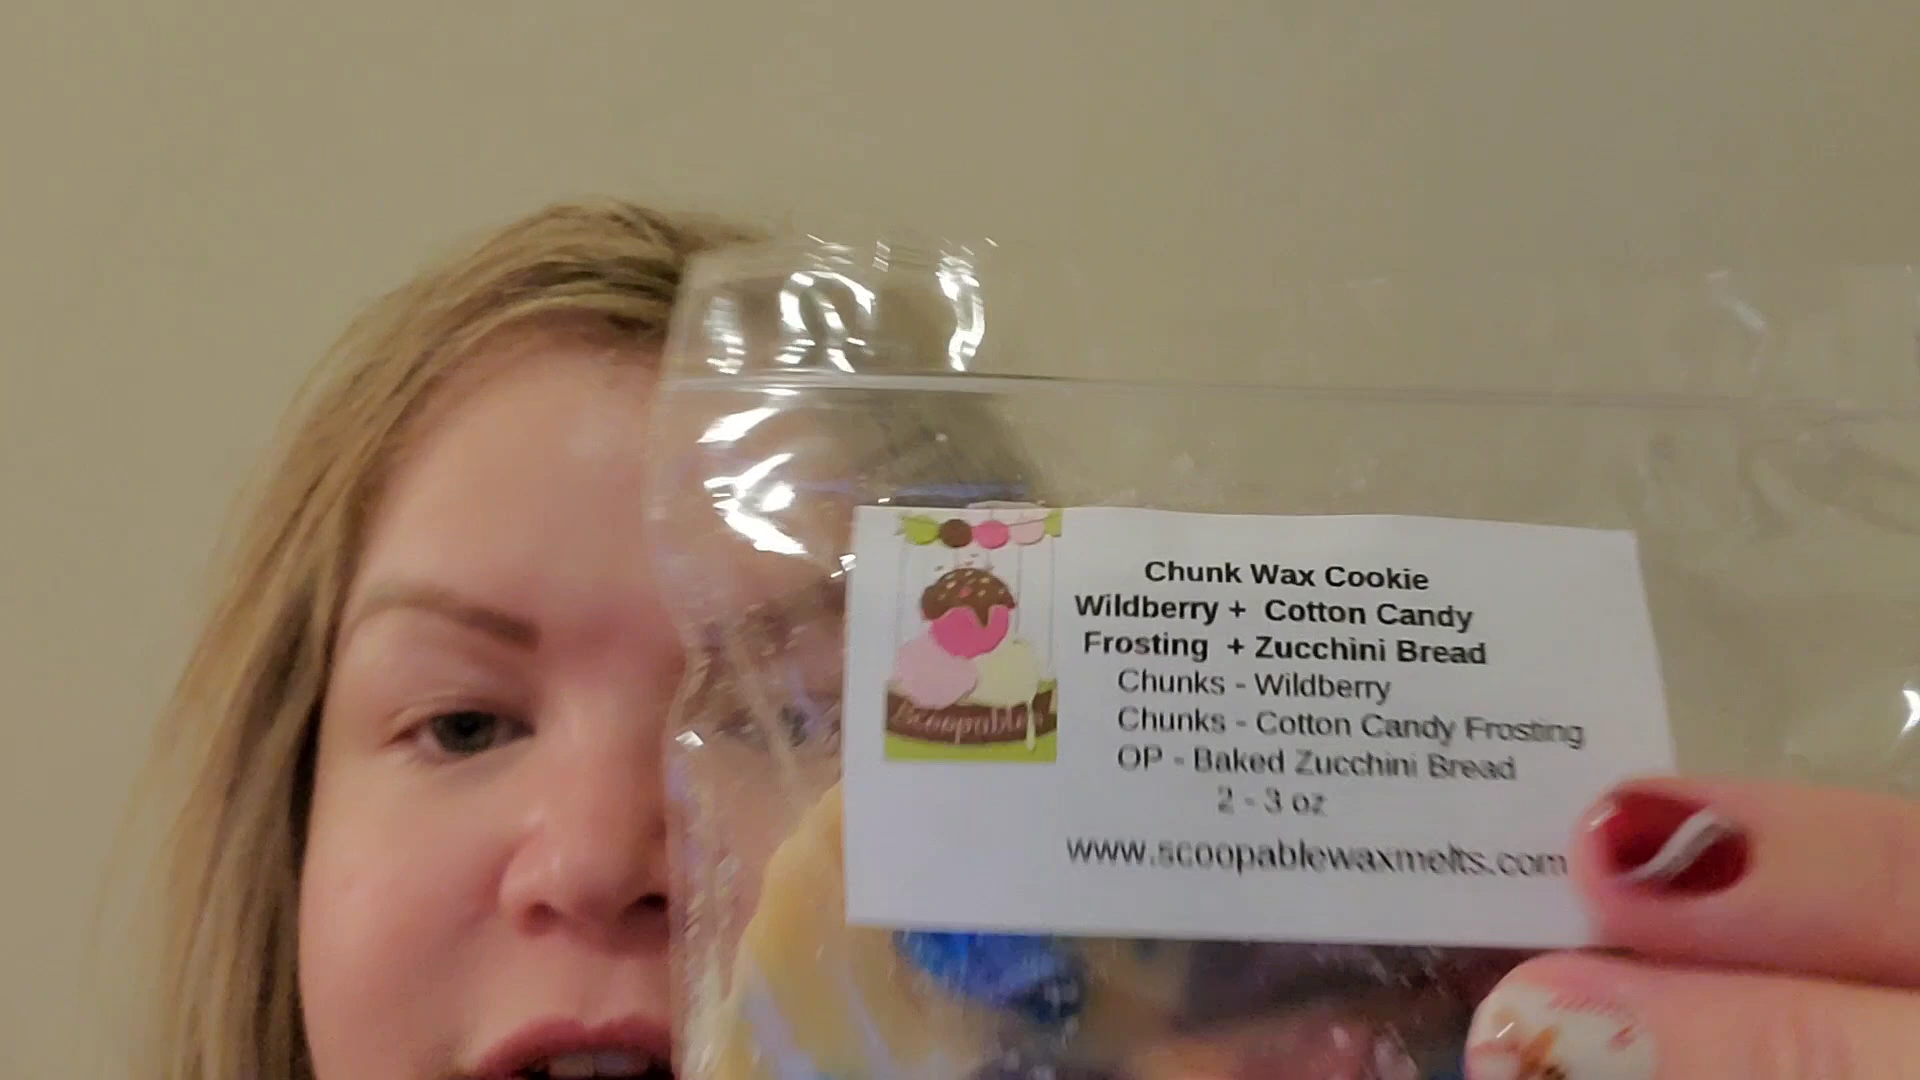 Scoopables
Chunk Wax Cookie
Wildberry + Cotton Candy
Frosting + Zucchini Bread
Chunks - Wildberry
Chunks - Cotton Candy Frosting
OP - Baked Zucchini Bread
2 - 3 oz
www.scoopablewaxmelts.com